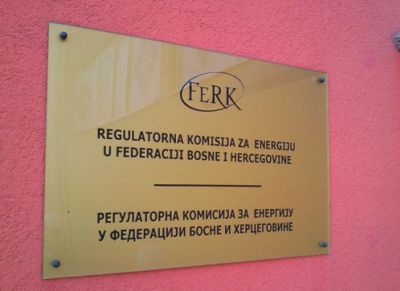 FERK
REGULATORNA KOMISIJA ZA ENERGIJU
U FEDERACIJI BOSNE I HERCEGOVINE
РЕГУЛАТОРНА КОМИСИЈА ЗА ЕНЕРГИЈУ
У ФЕДЕРАЦИЈИ БОСНЕ И ХЕРЦЕГОВИНЕ